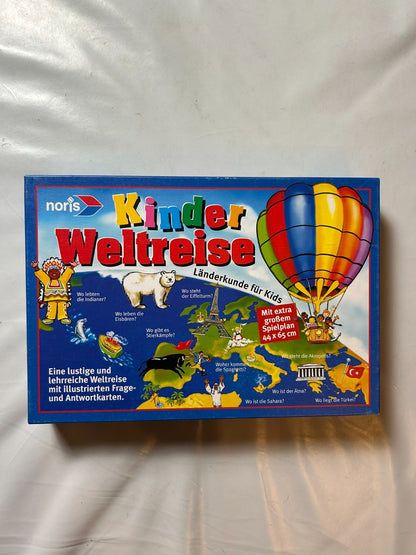 noris
Kinder
Weltreise
Länderkunde für Kids
Mit extra
großem
Spielplan
44 x 65 cm
Wo lebten
die Indianer?
Wo leben die
Eisbären?
Wo steht
der Eiffelturm?
Wo gibt es
Stierkämpfe?
Woher kommen
die Spaghetti?
Wo steht die Akropolis?
Wo ist der Ätna?
Wo ist die Sahara?
Wo liegt die Türkei?
Eine lustige und
lehrreiche Weltreise
mit illustrierten Frage-
und Antwortkarten.